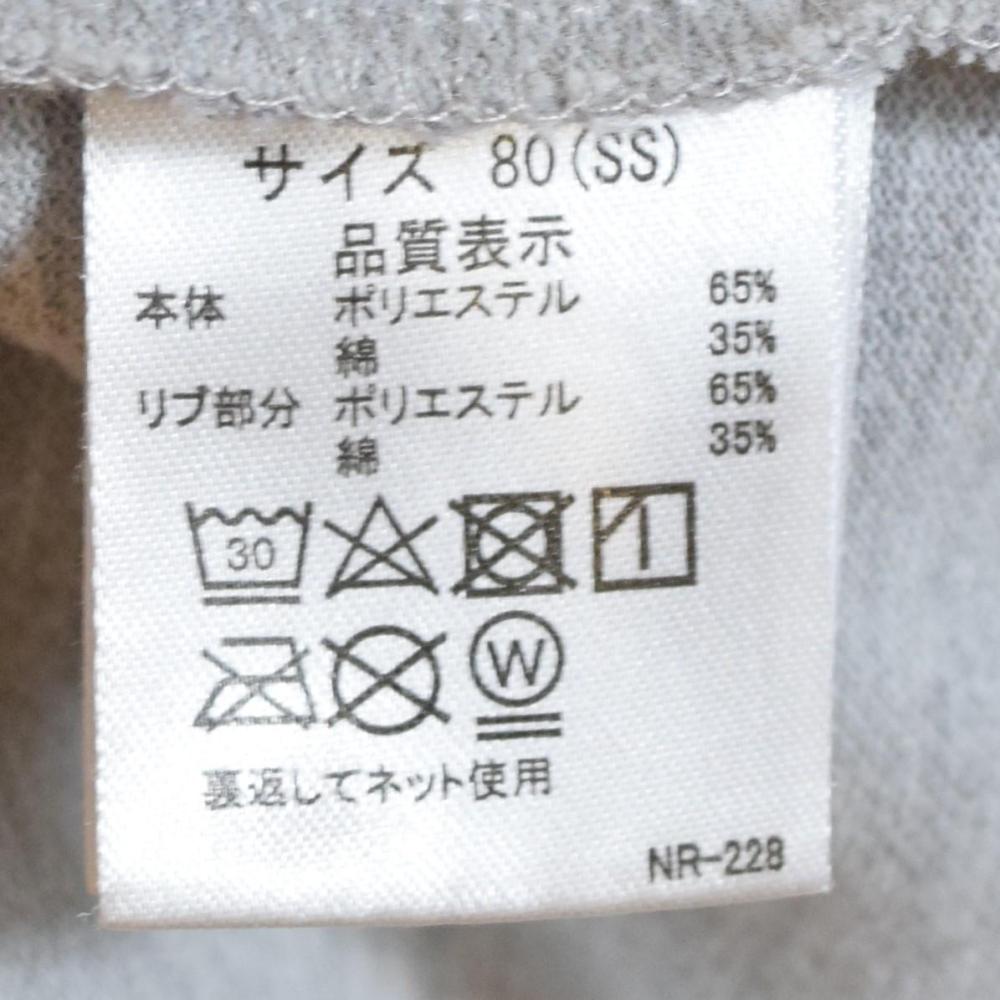 サイズ 80(SS)
品質表示
本体 ポリエステル 65%
綿 35%
リブ部分 ポリエステル 65%
綿 35%
30
W
裏返してネット使用
NR-228